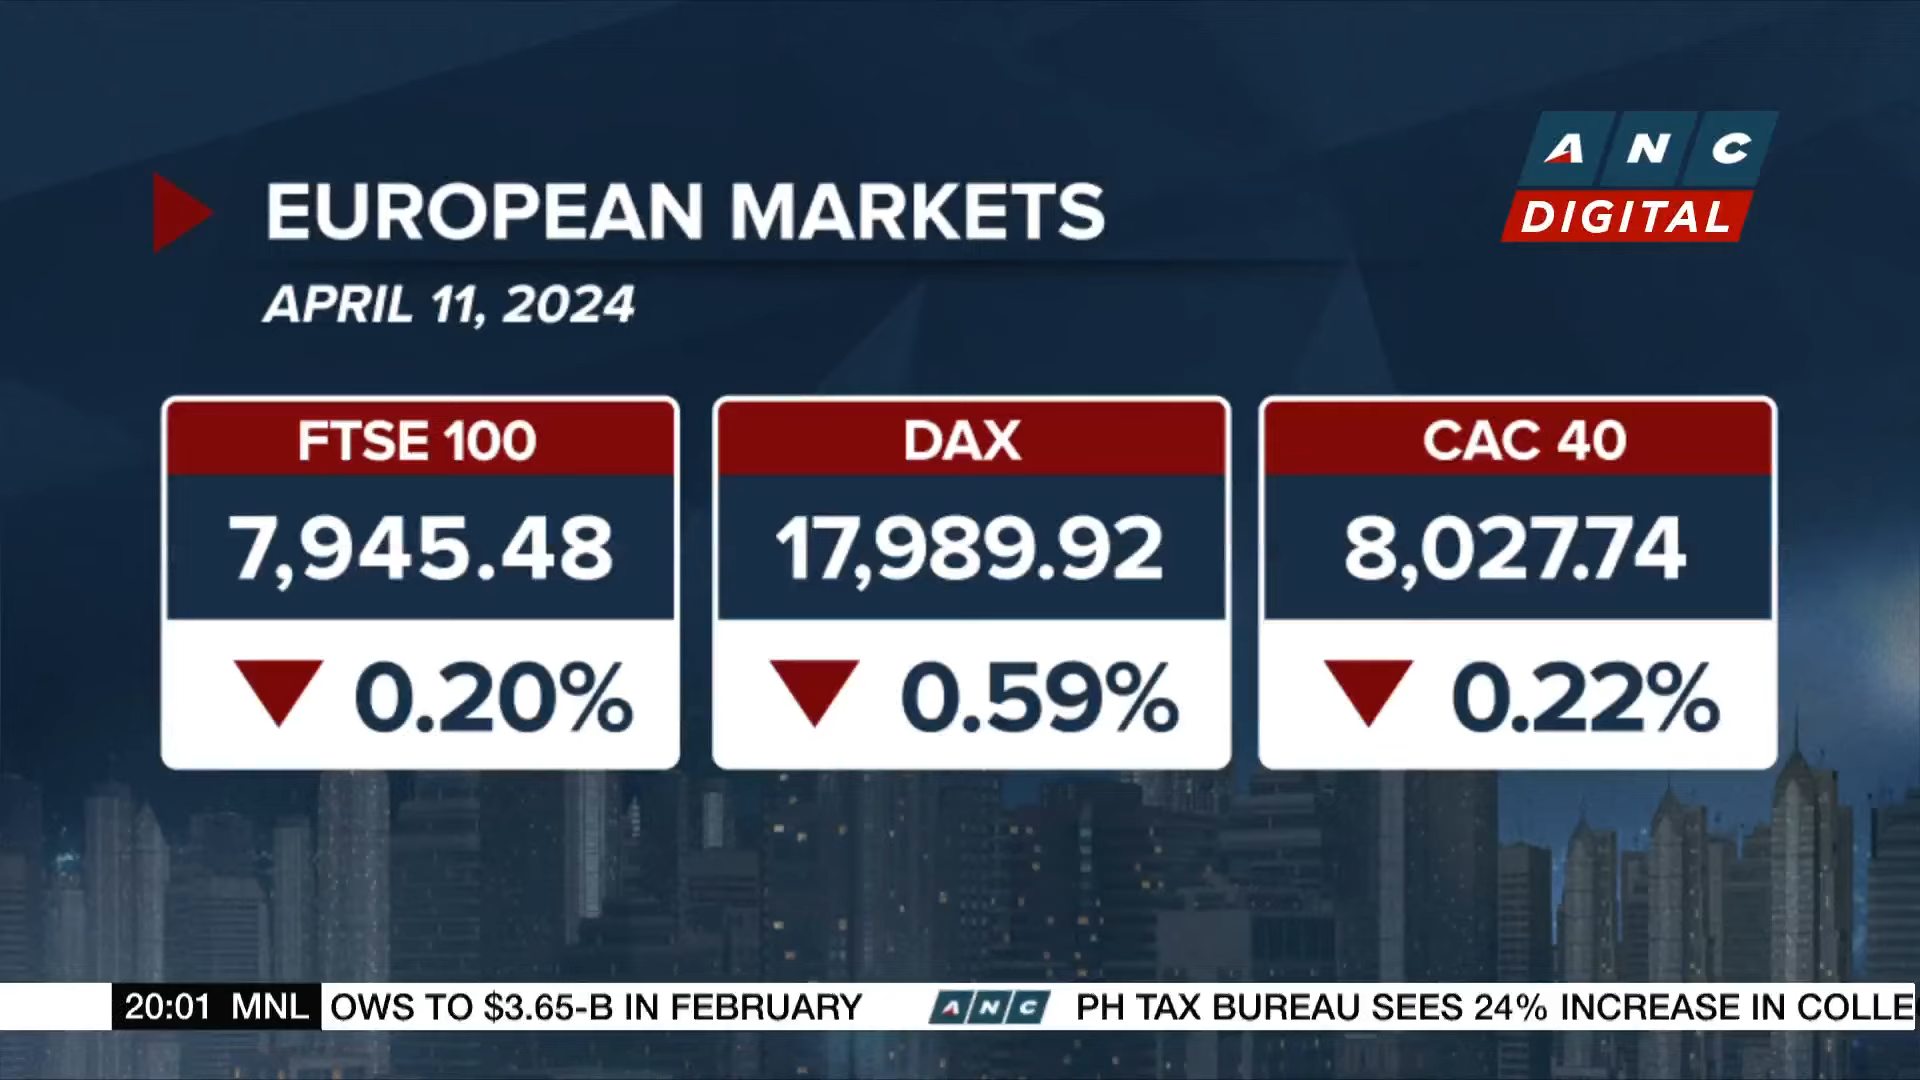 ANC
DIGITAL
EUROPEAN MARKETS
APRIL 11, 2024
FTSE 100
7,945.48
0.20%
DAX
17,989.92
0.59%
CAC 40
8,027.74
0.22%
20:01 MNL OWS TO $3.65-B IN FEBRUARY ANC PH TAX BUREAU SEES 24% INCREASE IN COLLE